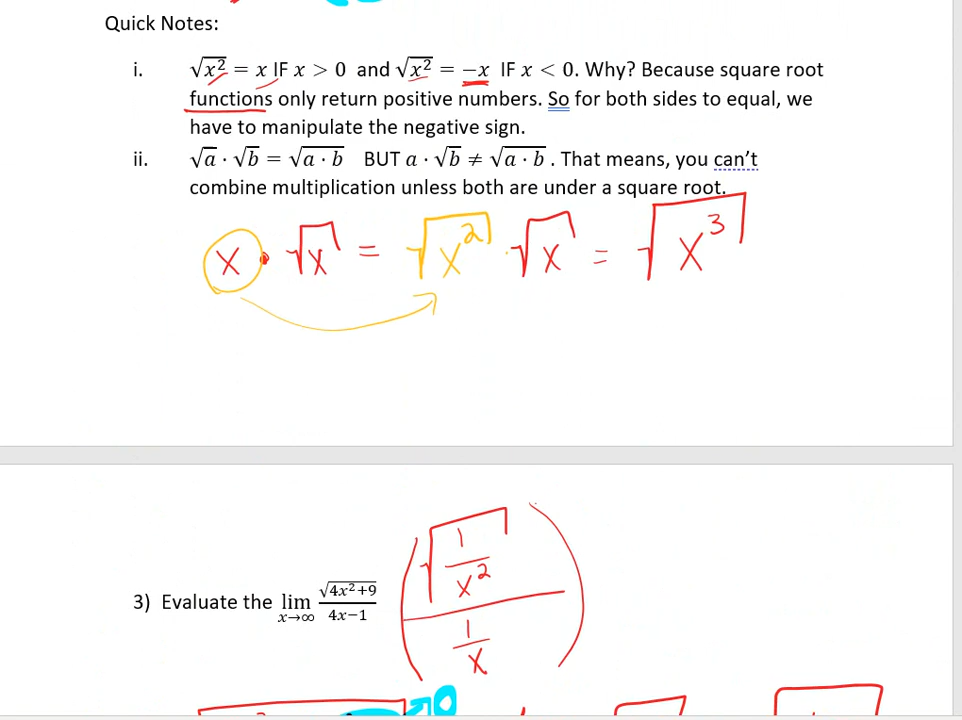 Quick Notes:
i. √x² = x IF x > 0 and √x² = −x IF x < 0. Why? Because square root
functions only return positive numbers. So for both sides to equal, we
have to manipulate the negative sign.
ii. √a · √b = √a · b BUT a · √b ≠ √a · b . That means, you can’t
combine multiplication unless both are under a square root.
x · √x = √x² · √x = √x³
3) Evaluate the lim x→∞ √4x²+9 / 4x−1 (√1/x² / 1/x)
0